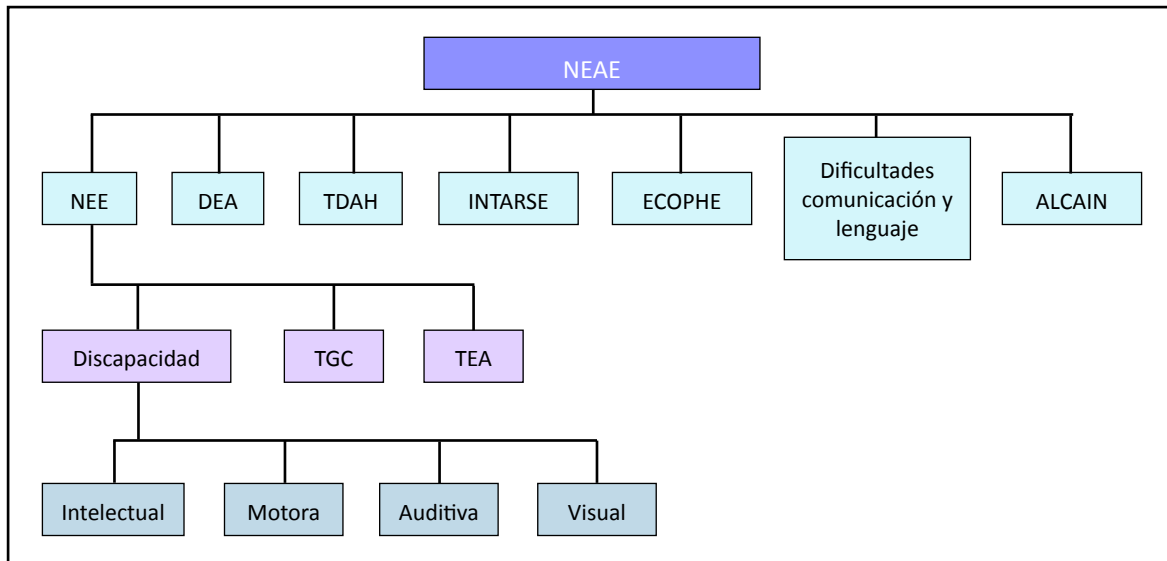 NEAE
NEE
DEA
TDAH
INTARSE
ECOPHE
Dificultades
comunicación y
lenguaje
ALCAIN
Discapacidad
TGC
TEA
Intelectual
Motora
Auditiva
Visual